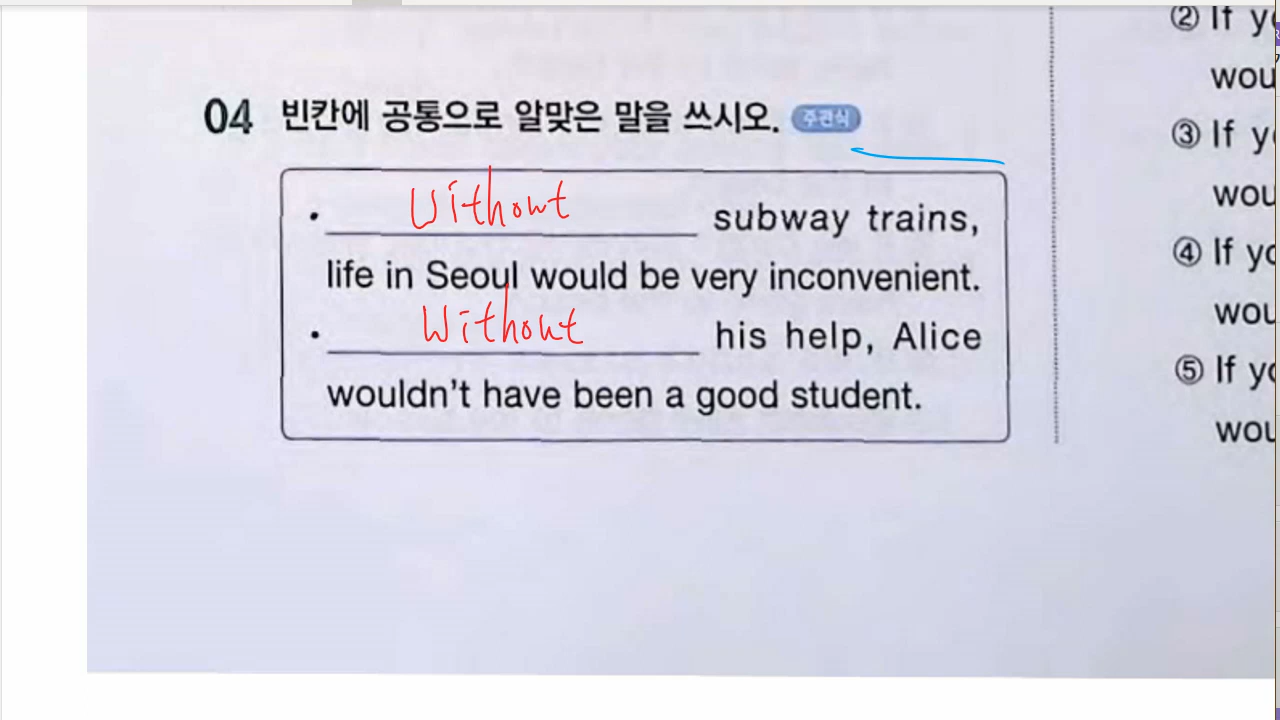 04 빈칸에 공통으로 알맞은 말을 쓰시오. 주관식
• Without subway trains,
life in Seoul would be very inconvenient.
• Without his help, Alice
wouldn't have been a good student.
② If y
wou
③ If y
wou
④ If yo
wou
⑤ If yo
wou